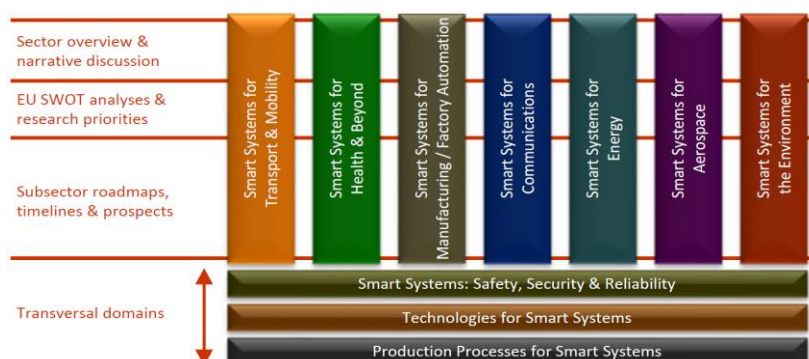 Sector overview &
narrative discussion
EU SWOT analyses &
research priorities
Subsector roadmaps,
timelines & prospects
Transversal domains
Smart Systems for
Transport & Mobility
Smart Systems for
Health & Beyond
Smart Systems for
Manufacturing / Factory Automation
Smart Systems for
Communications
Smart Systems for
Energy
Smart Systems for
Aerospace
Smart Systems for
the Environment
Smart Systems: Safety, Security & Reliability
Technologies for Smart Systems
Production Processes for Smart Systems